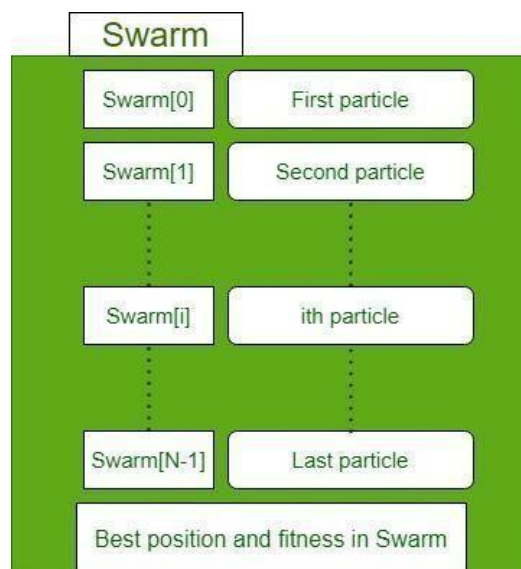 Swarm
Swarm[0] First particle
Swarm[1] Second particle
Swarm[i] ith particle
Swarm[N-1] Last particle
Best position and fitness in Swarm